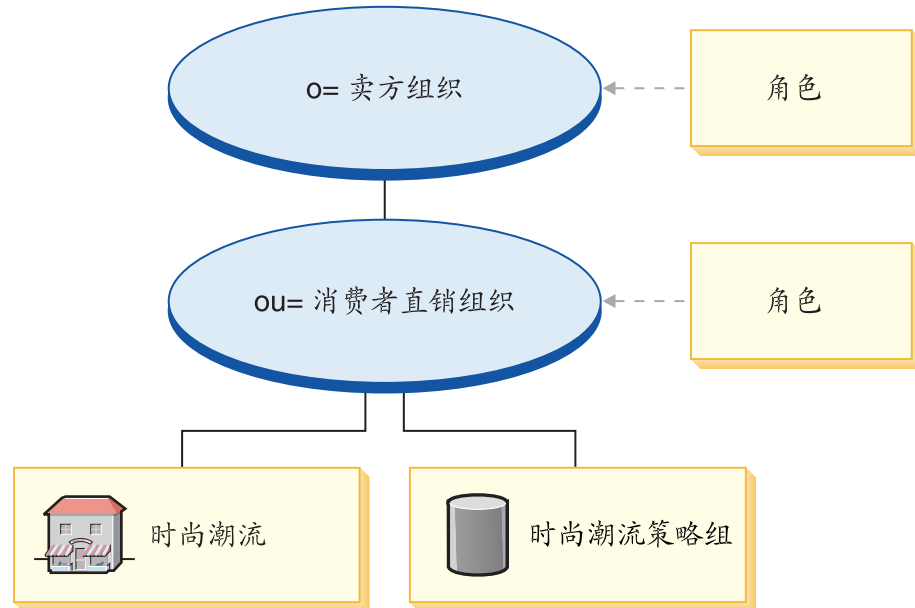 o= 卖方组织
角色
ou= 消费者直销组织
角色
时尚潮流
时尚潮流策略组